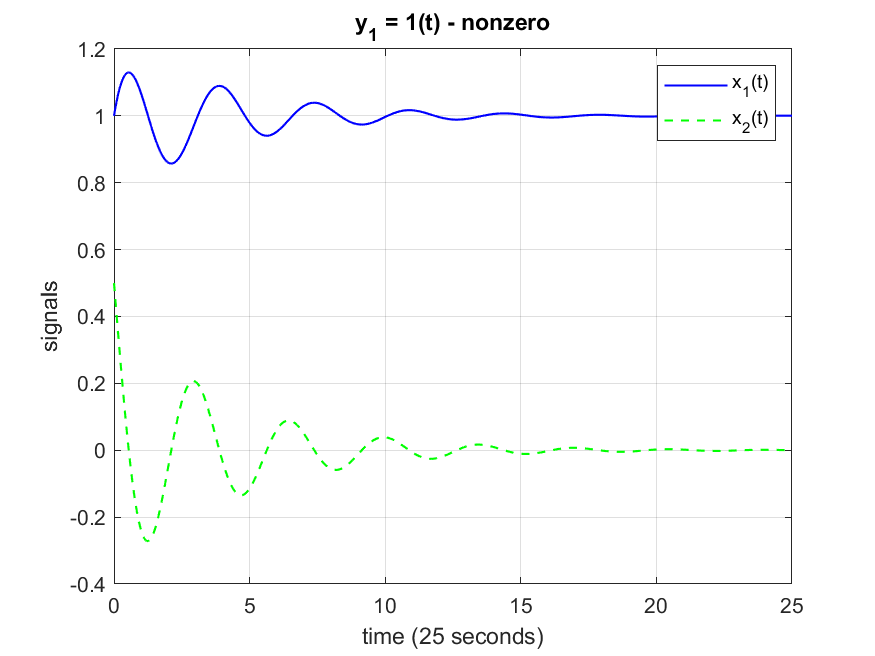 y1 = 1(t) - nonzero
1.2
1
0.8
0.6
0.4
0.2
0
-0.2
-0.4
signals
x1(t)
x2(t)
0 5 10 15 20 25
time (25 seconds)